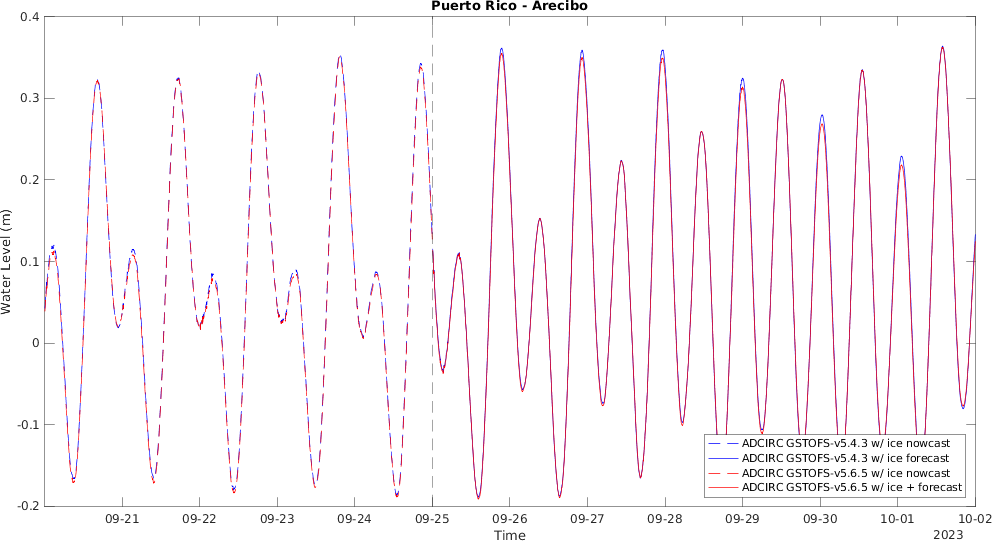 Puerto Rico - Arecibo
0.4
0.3
0.2
0.1
0
-0.1
-0.2
Water Level (m)
ADCIRC GSTOFS-v5.4.3 w/ ice nowcast
ADCIRC GSTOFS-v5.4.3 w/ ice forecast
ADCIRC GSTOFS-v5.6.5 w/ ice nowcast
ADCIRC GSTOFS-v5.6.5 w/ ice + forecast
09-21 09-22 09-23 09-24 09-25 09-26 09-27 09-28 09-29 09-30 10-01 10-02
Time
2023